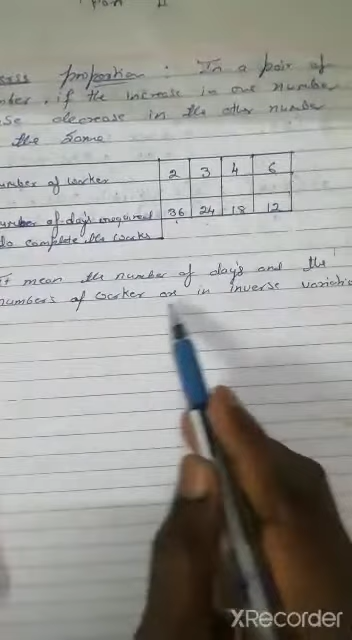 Part II
proportion : In a pair of
number, if the increase in one number
decrease in the other number
the same
number of worker 2 3 4 6
number of days required 36 24 18 12
to complete the works
It mean the number of days and the
numbers of worker are in inverse variation
XRecorder